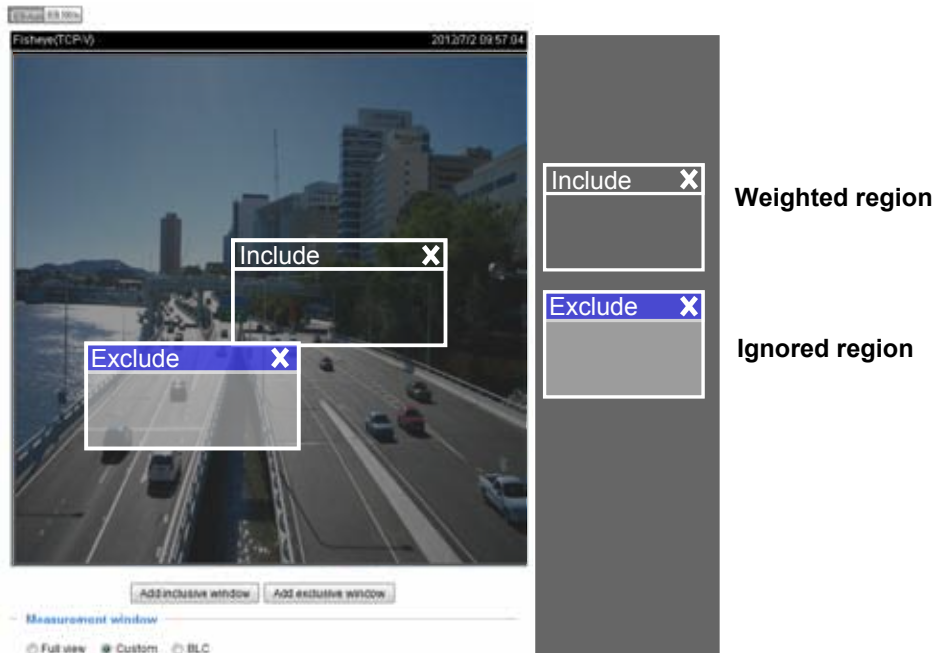 Fisheye(TCP-V) 2012/7/2 09:57:04
Include
Exclude
Include
Weighted region
Exclude
Ignored region
Add inclusive window Add exclusive window
Measurement window
Full view Custom BLC